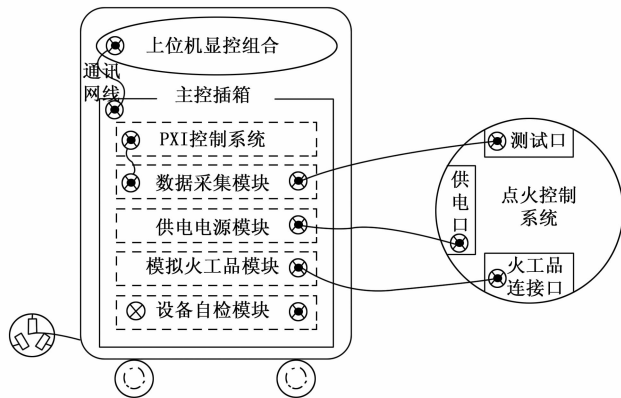 上位机显控组合
通讯
网线
主控插箱
PXI控制系统
数据采集模块
供电电源模块
模拟火工品模块
设备自检模块
测试口
供
电
口
点火控制
系统
火工品
连接口